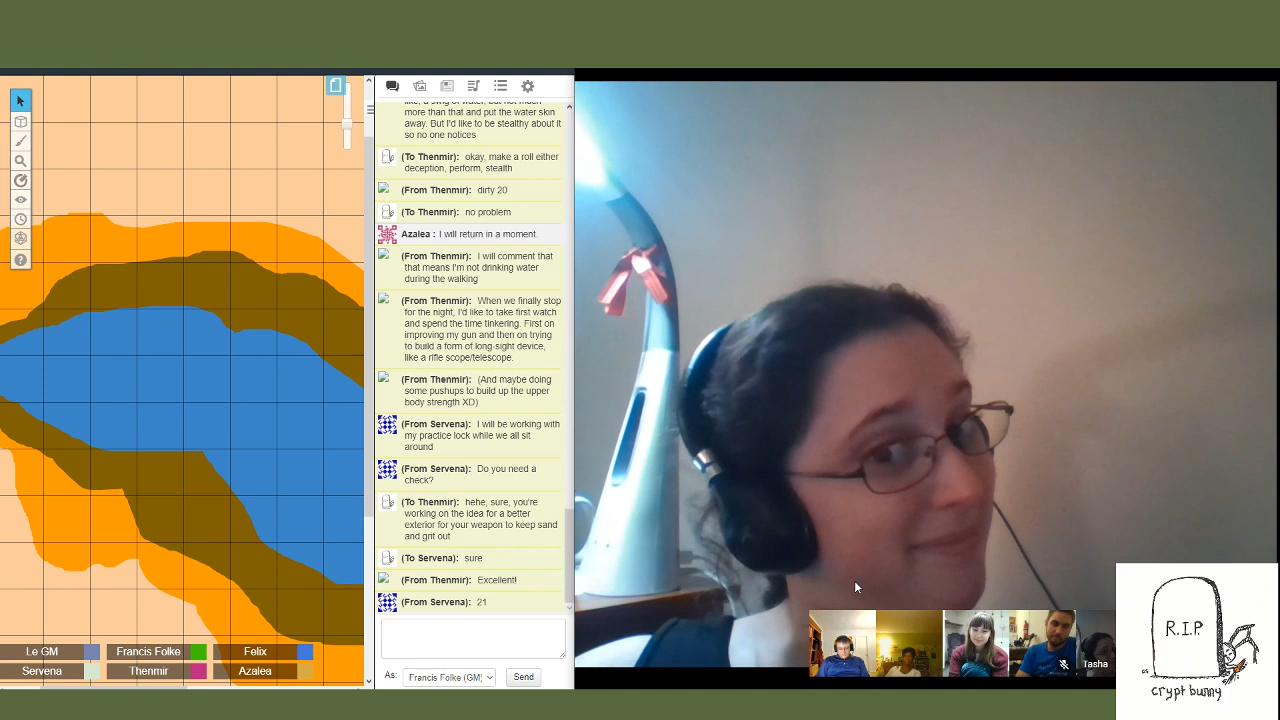 like, a swig of water, but not much
more than that and put the water skin
away. But I'd like to be stealthy about it
so no one notices
(To Thenmir): okay, make a roll either
deception, perform, stealth
(From Thenmir): dirty 20
(To Thenmir): no problem
Azalea : I will return in a moment.
(From Thenmir): I will comment that
that means I'm not drinking water
during the walking
(From Thenmir): When we finally stop
for the night, I'd like to take first watch
and spend the time tinkering. First on
improving my gun and then on trying
to build a form of long-sight device,
like a rifle scope/telescope.
(From Thenmir): (And maybe doing
some pushups to build up the upper
body strength XD)
(From Servena): I will be working with
my practice lock while we all sit
around
(From Servena): Do you need a
check?
(To Thenmir): hehe, sure, you're
working on the idea for a better
exterior for your weapon to keep sand
and grit out
(To Servena): sure
(From Thenmir): Excellent!
(From Servena): 21
As: Francis Folke (GM) Send
Le GM Francis Folke Felix
Servena Thenmir Azalea
Tasha
R.I.P.
crypt bunny